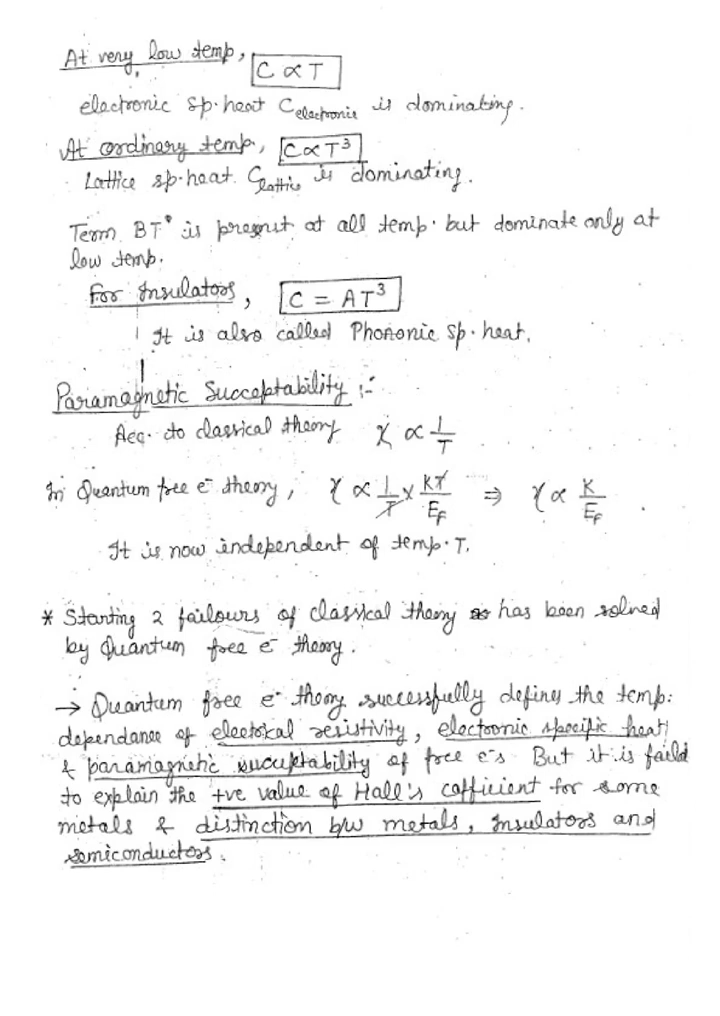 At very low temp, C ∝ T
electronic sp. heat C electronic is dominating.
At ordinary temp, C ∝ T³
Lattice sp. heat. C lattice is dominating.
Term BT is present at all temp. but dominate only at
low temp.
For Insulators, C = AT³
It is also called Phononic sp. heat.
Paramagnetic Succeptability :-
Acc. to classical theory χ ∝ 1/T
In Quantum free e⁻ theory, χ ∝ 1/T × KT/E_F ⇒ χ ∝ K/E_F .
It is now independent of temp. T.
* Starting 2 failours of classical theory has been solved
by Quantum free e⁻ theory.
→ Quantum free e⁻ theory successfully defines the temp.
dependance of electrical resistivity, electronic specific heat
& paramagnetic succeptability of free e⁻s. But it is faild
to explain the +ve value of Hall's cofficient for some
metals & distinction b/w metals, Insulators and
semiconductors.